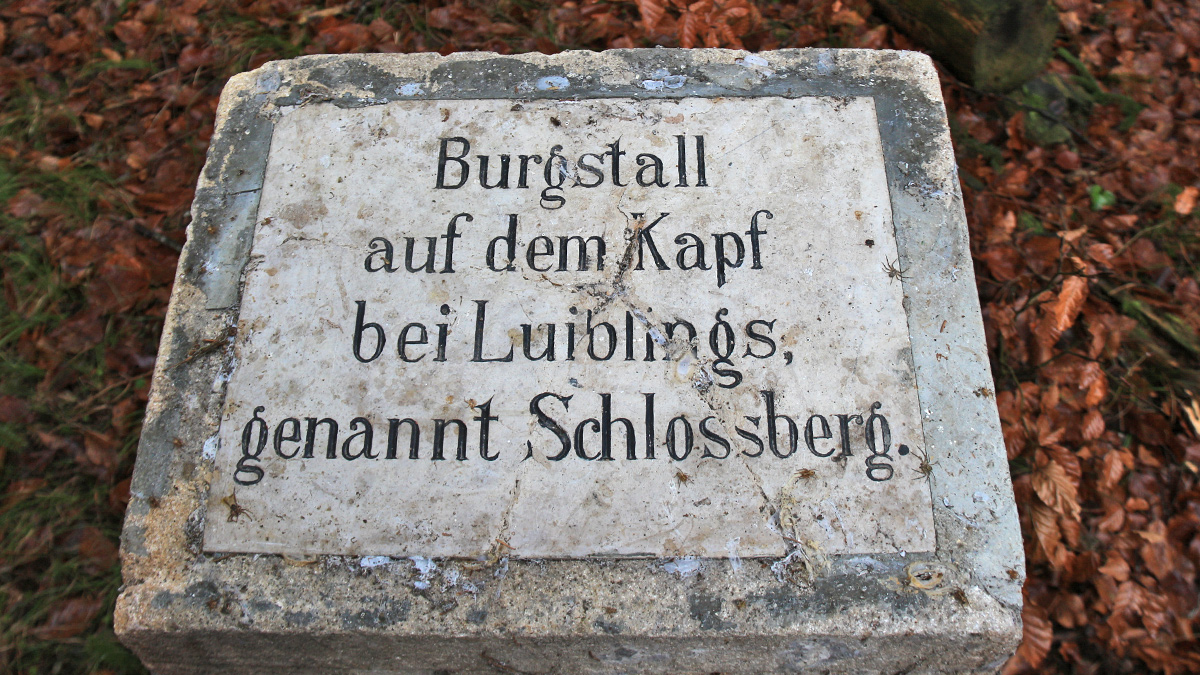 Burgstall
auf dem Kapf
bei Luiblings,
genannt Schlossberg.